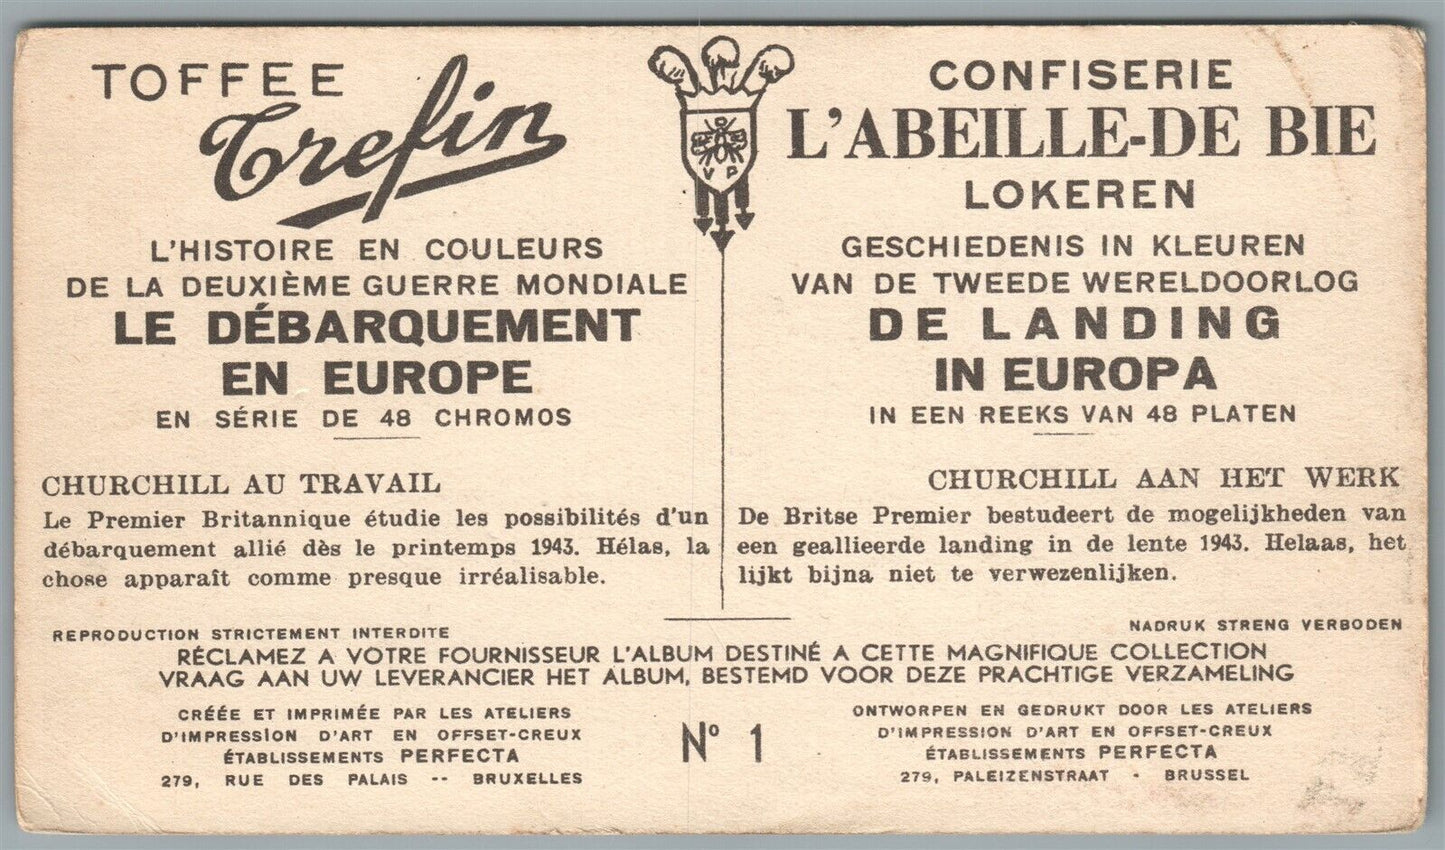 TOFFEE
Trefin
L'HISTOIRE EN COULEURS
DE LA DEUXIÈME GUERRE MONDIALE
LE DÉBARQUEMENT
EN EUROPE
EN SÉRIE DE 48 CHROMOS
CHURCHILL AU TRAVAIL
Le Premier Britannique étudie les possibilités d'un
débarquement allié dès le printemps 1943. Hélas, la
chose apparaît comme presque irréalisable.
V P
CONFISERIE
L'ABEILLE-DE BIE
LOKEREN
GESCHIEDENIS IN KLEUREN
VAN DE TWEEDE WERELDOORLOG
DE LANDING
IN EUROPA
IN EEN REEKS VAN 48 PLATEN
CHURCHILL AAN HET WERK
De Britse Premier bestudeert de mogelijkheden van
een geallieerde landing in de lente 1943. Helaas, het
lijkt bijna niet te verwezenlijken.
REPRODUCTION STRICTEMENT INTERDITE
NADRUK STRENG VERBODEN
RÉCLAMEZ A VOTRE FOURNISSEUR L'ALBUM DESTINÉ A CETTE MAGNIFIQUE COLLECTION
VRAAG AAN UW LEVERANCIER HET ALBUM, BESTEMD VOOR DEZE PRACHTIGE VERZAMELING
CRÉÉE ET IMPRIMÉE PAR LES ATELIERS
D'IMPRESSION D'ART EN OFFSET-CREUX
ÉTABLISSEMENTS PERFECTA
279, RUE DES PALAIS -- BRUXELLES
Nº 1
ONTWORPEN EN GEDRUKT DOOR LES ATELIERS
D'IMPRESSION D'ART EN OFFSET-CREUX
ÉTABLISSEMENTS PERFECTA
279, PALEIZENSTRAAT - BRUSSEL